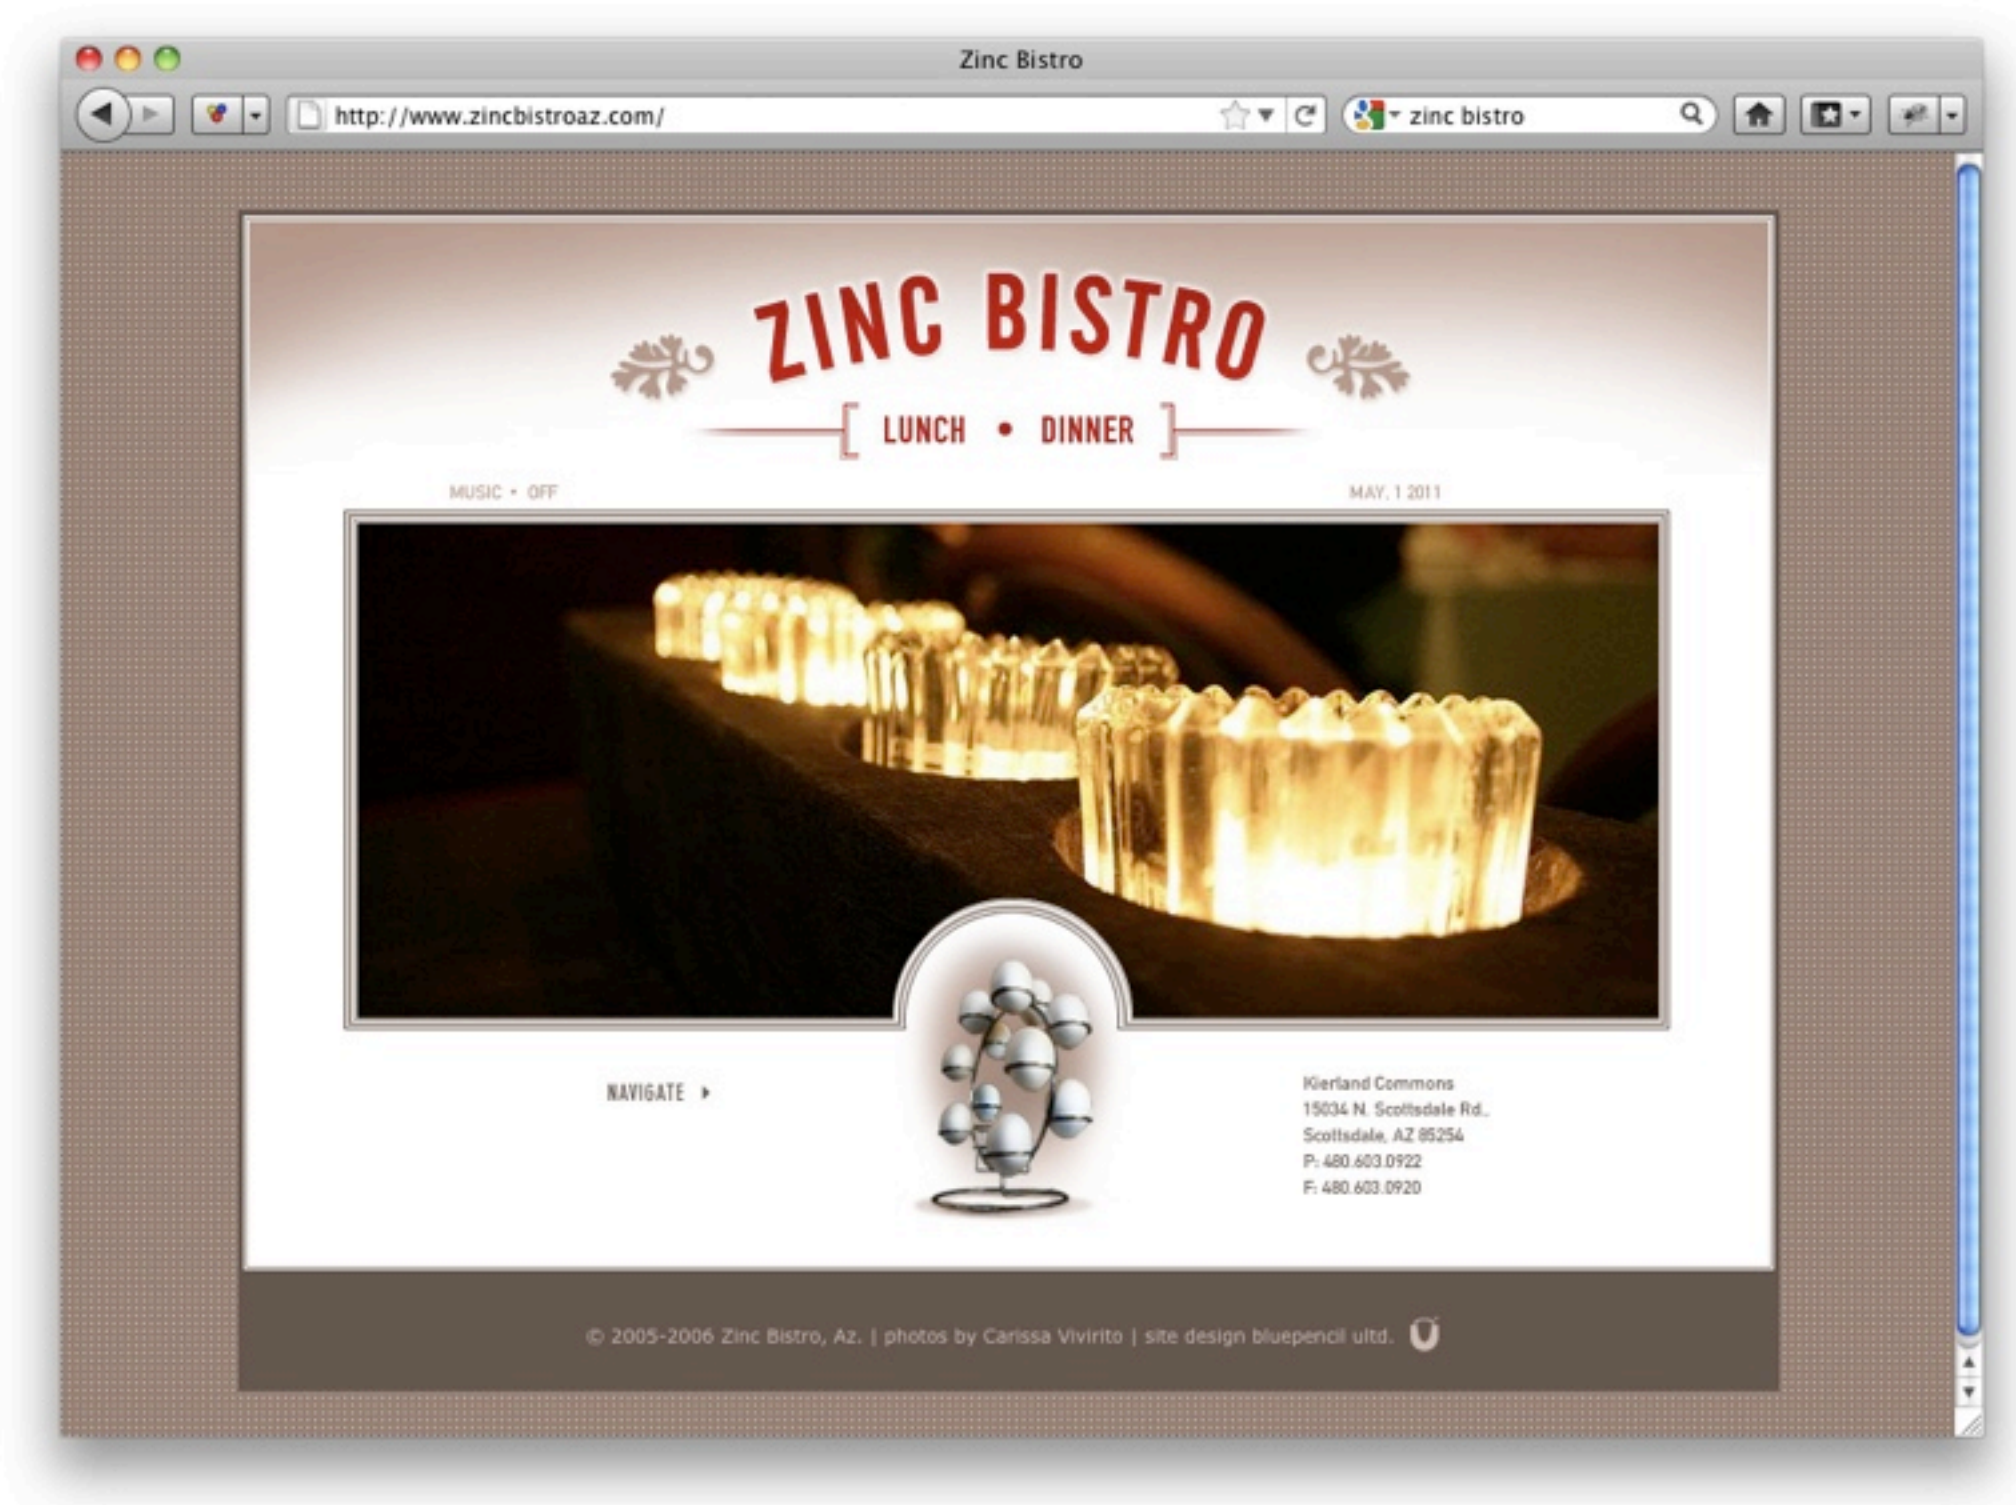 Zinc Bistro
http://www.zincbistroaz.com/
zinc bistro
ZINC BISTRO
LUNCH • DINNER
MUSIC • OFF
MAY, 1 2011
NAVIGATE
Kierland Commons
15034 N. Scottsdale Rd.,
Scottsdale, AZ 85254
P: 480.603.0922
F: 480.603.0920
© 2005-2006 Zinc Bistro, Az. | photos by Carissa Vivirito | site design bluepencil ultd.